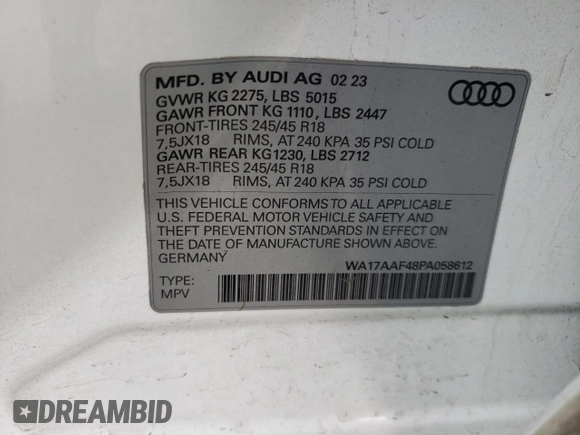 MFD. BY AUDI AG 02 23
GVWR KG 2275, LBS 5015
GAWR FRONT KG 1110, LBS 2447
FRONT-TIRES 245/45 R18
7,5JX18 RIMS, AT 240 KPA 35 PSI COLD
GAWR REAR KG1230, LBS 2712
REAR-TIRES 245/45 R18
7,5JX18 RIMS, AT 240 KPA 35 PSI COLD
THIS VEHICLE CONFORMS TO ALL APPLICABLE
U.S. FEDERAL MOTOR VEHICLE SAFETY AND
THEFT PREVENTION STANDARDS IN EFFECT ON
THE DATE OF MANUFACTURE SHOWN ABOVE.
GERMANY
WA17AAF48PA058612
TYPE:
MPV
DREAMBID